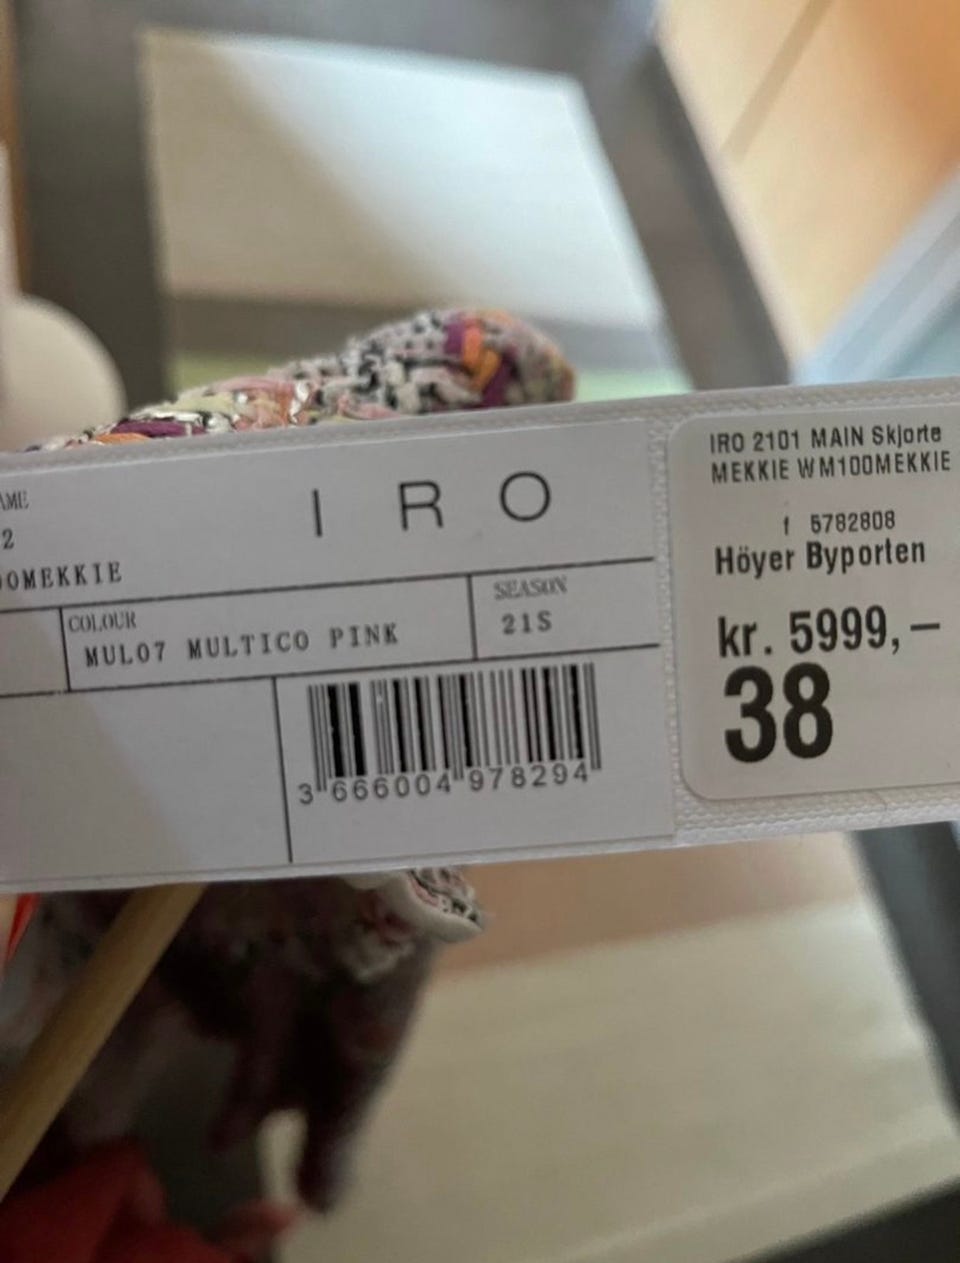 I R O
2
COLOUR
MUL07 MULTICO PINK
SEASON
21S
3 666004 978294
IRO 2101 MAIN Skjorte
MEKKIE WM100MEKKIE
f 5782808
Höyer Byporten
kr. 5999,–
38